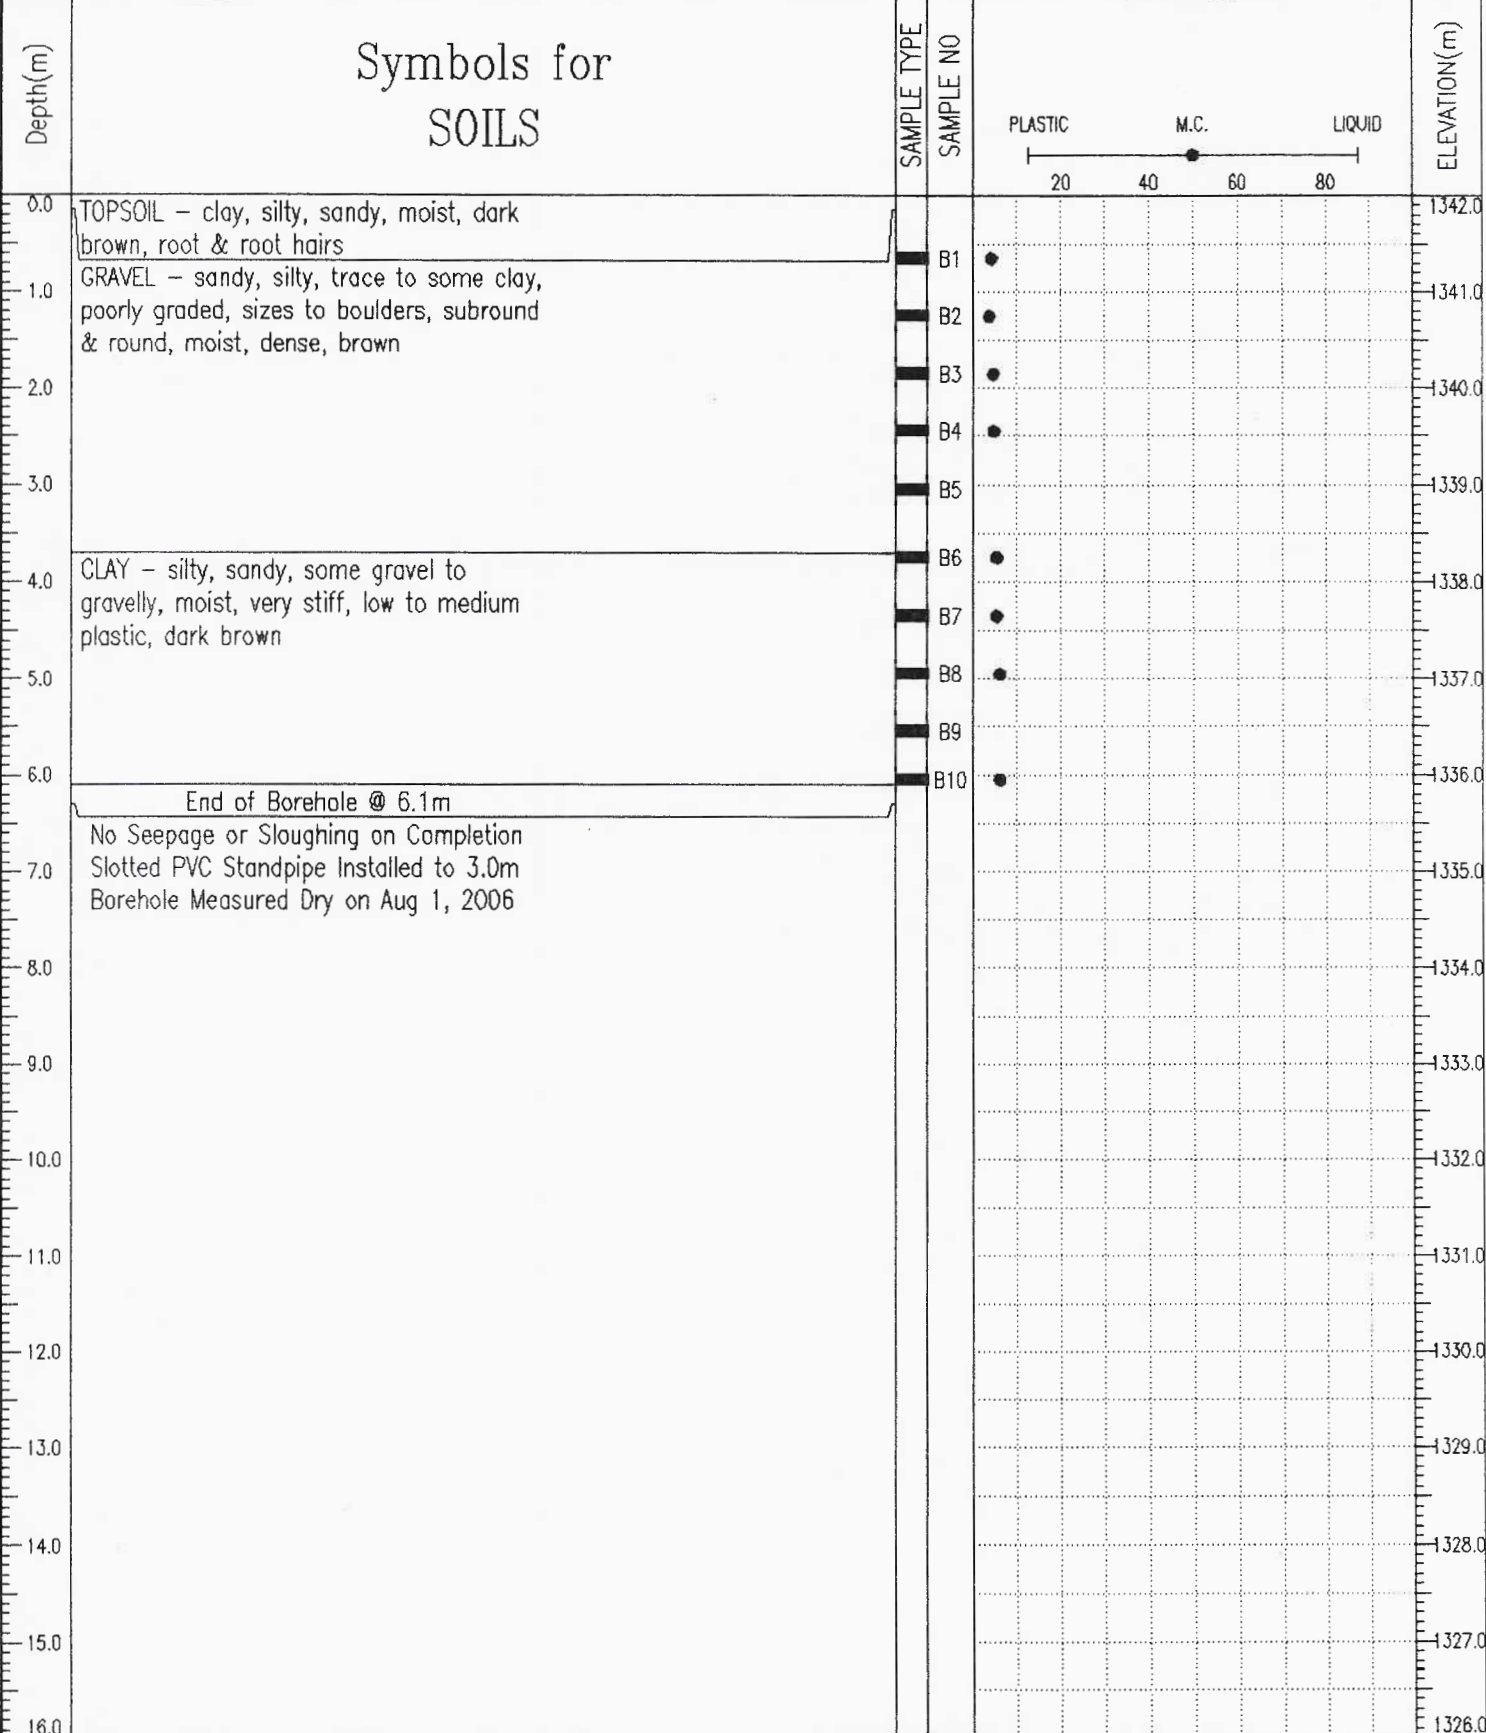 Depth(m)
Symbols for
SOILS
SAMPLE TYPE
SAMPLE NO
PLASTIC M.C. LIQUID
20 40 60 80
ELEVATION(m)
0.0
TOPSOIL – clay, silty, sandy, moist, dark
1342.0
brown, root & root hairs
B1
GRAVEL – sandy, silty, trace to some clay,
1.0
1341.0
poorly graded, sizes to boulders, subround
B2
& round, moist, dense, brown
B3
2.0
1340.0
B4
3.0
B5
1339.0
B6
CLAY – silty, sandy, some gravel to
4.0
1338.0
gravelly, moist, very stiff, low to medium
B7
plastic, dark brown
B8
5.0
1337.0
B9
6.0
B10
1336.0
End of Borehole @ 6.1m
No Seepage or Sloughing on Completion
Slotted PVC Standpipe Installed to 3.0m
7.0
1335.0
Borehole Measured Dry on Aug 1, 2006
8.0
1334.0
9.0
1333.0
10.0
1332.0
11.0
1331.0
12.0
1330.0
13.0
1329.0
14.0
1328.0
15.0
1327.0
16.0
1326.0